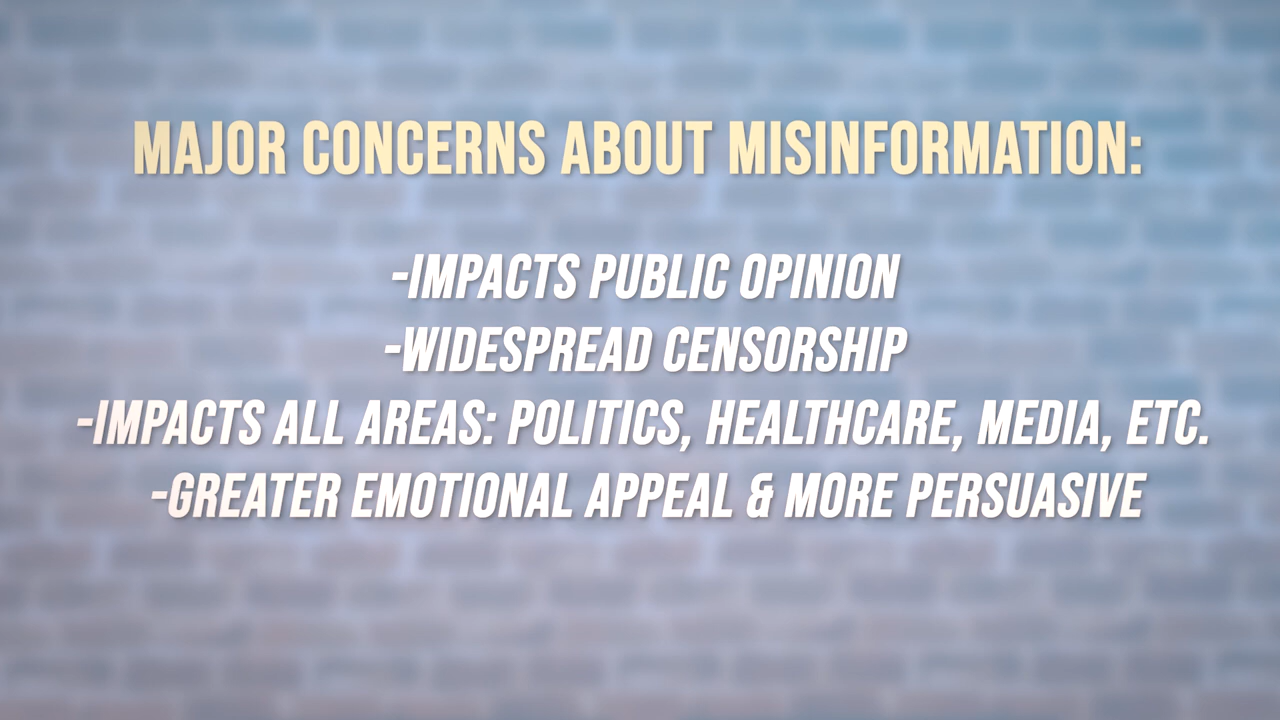 MAJOR CONCERNS ABOUT MISINFORMATION:
-IMPACTS PUBLIC OPINION
-WIDESPREAD CENSORSHIP
-IMPACTS ALL AREAS: POLITICS, HEALTHCARE, MEDIA, ETC.
-GREATER EMOTIONAL APPEAL & MORE PERSUASIVE